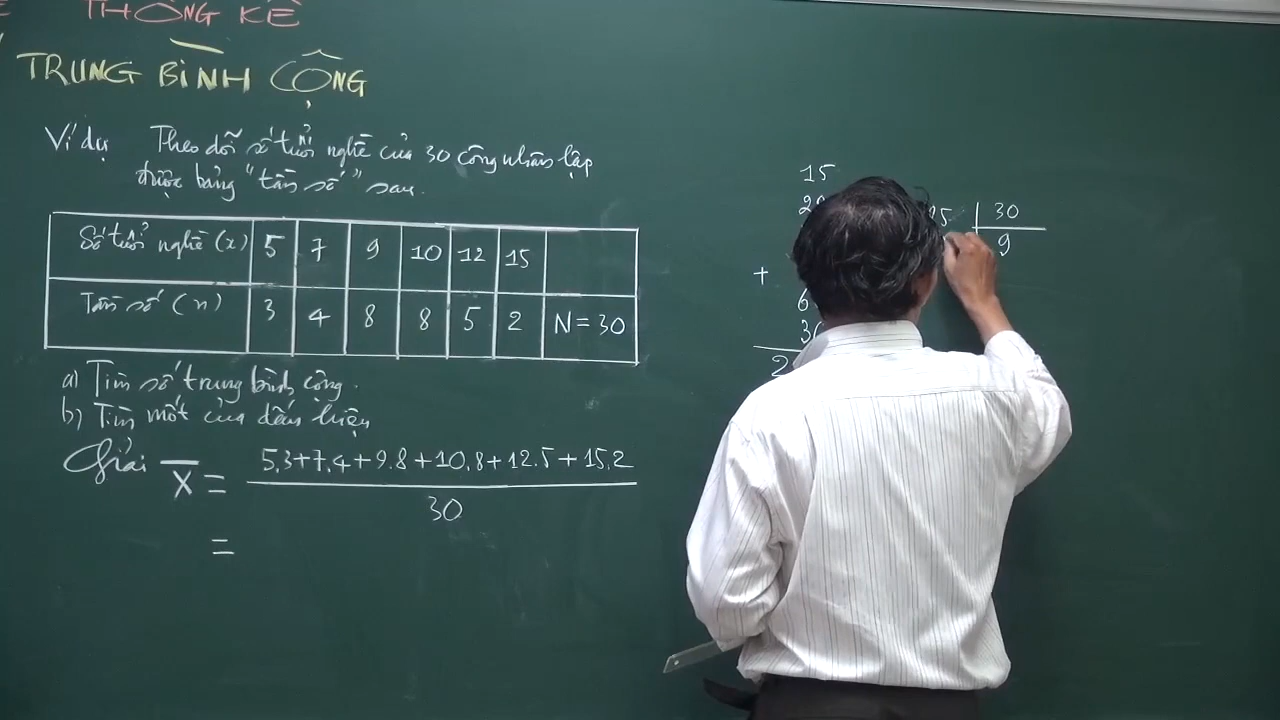 THỐNG KÊ
TRUNG BÌNH CỘNG
Ví dụ Theo dõi số tuổi nghề của 30 công nhân lập
được bảng "tần số" sau.
Số tuổi nghề (x) 5 7 9 10 12 15
Tần số (n) 3 4 8 8 5 2 N = 30
a) Tìm số trung bình cộng.
b) Tìm mốt của dấu hiệu
Giải X = 5.3+7.4+9.8+10.8+12.5+15.2
30
=
15
+
30
9